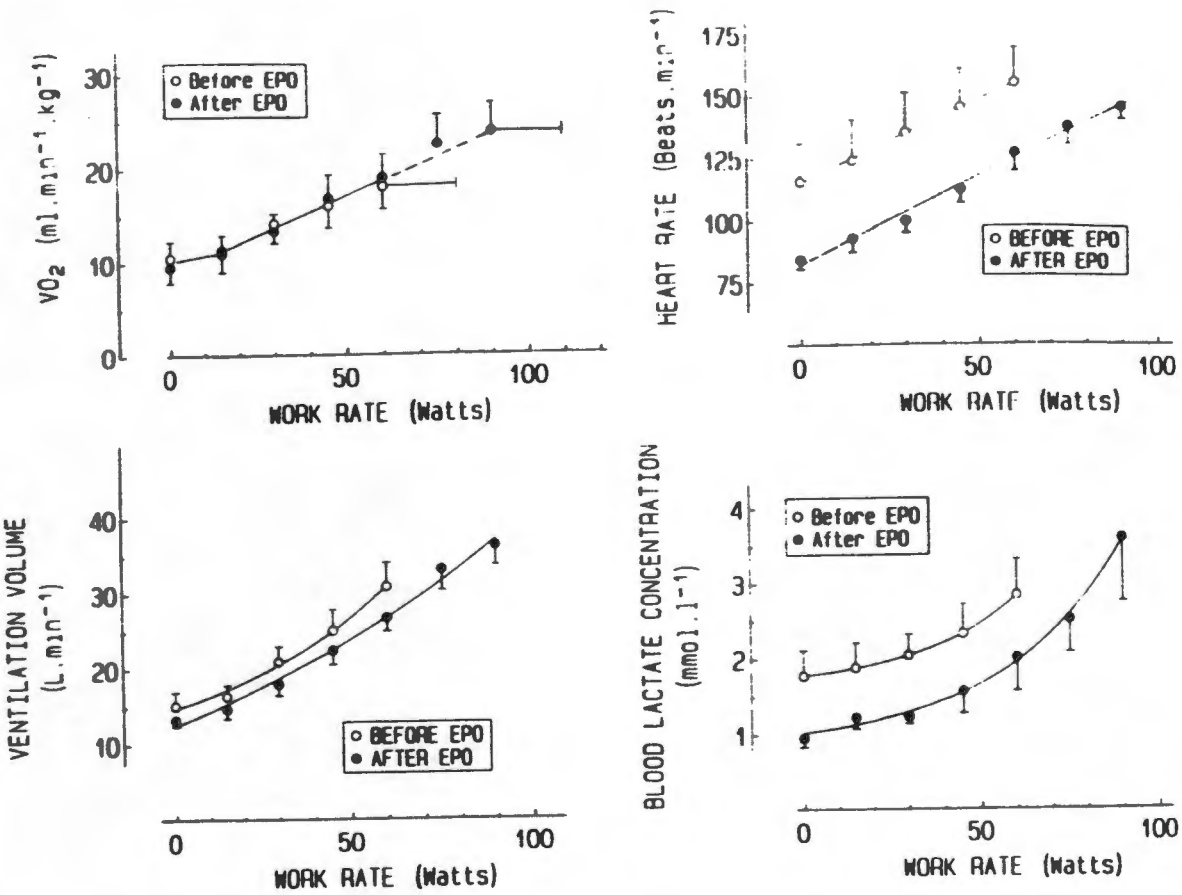 VO₂ (ml.min⁻¹.kg⁻¹)
30
20
10
0
○ Before EPO
● After EPO
0 50 100
WORK RATE (Watts)
HEART RATE (Beats.min⁻¹)
175
150
125
100
75
○ BEFORE EPO
● AFTER EPO
0 50 100
WORK RATE (Watts)
VENTILATION VOLUME
(L.min⁻¹)
40
30
20
10
○ BEFORE EPO
● AFTER EPO
0 50 100
WORK RATE (Watts)
BLOOD LACTATE CONCENTRATION
(mmol.l⁻¹)
4
3
2
1
○ Before EPO
● After EPO
0 50 100
WORK RATE (Watts)